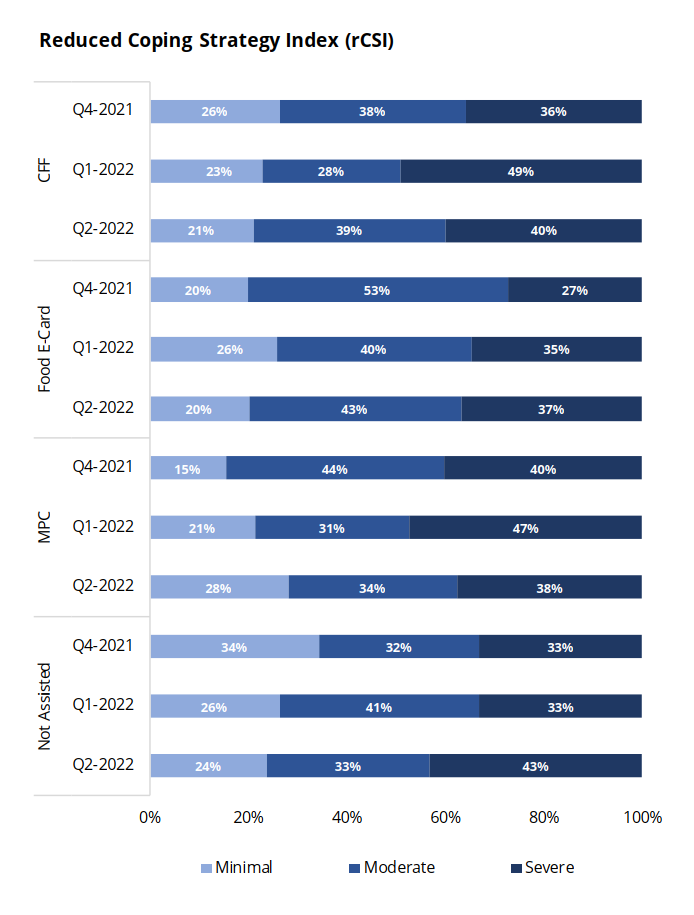 Reduced Coping Strategy Index (rCSI)
CFF
Q4-2021 26% 38% 36%
Q1-2022 23% 28% 49%
Q2-2022 21% 39% 40%
Food E-Card
Q4-2021 20% 53% 27%
Q1-2022 26% 40% 35%
Q2-2022 20% 43% 37%
MPC
Q4-2021 15% 44% 40%
Q1-2022 21% 31% 47%
Q2-2022 28% 34% 38%
Not Assisted
Q4-2021 34% 32% 33%
Q1-2022 26% 41% 33%
Q2-2022 24% 33% 43%
0% 20% 40% 60% 80% 100%
Minimal Moderate Severe